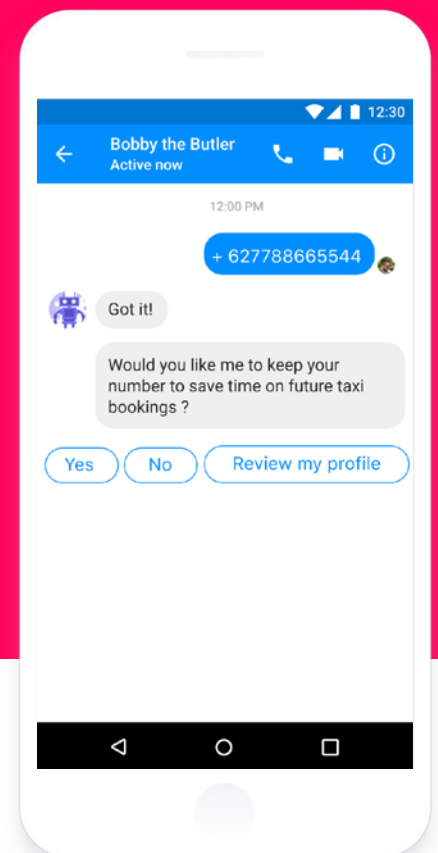 12:30
Bobby the Butler
Active now
12:00 PM
+ 627788665544
Got it!
Would you like me to keep your
number to save time on future taxi
bookings ?
Yes No Review my profile